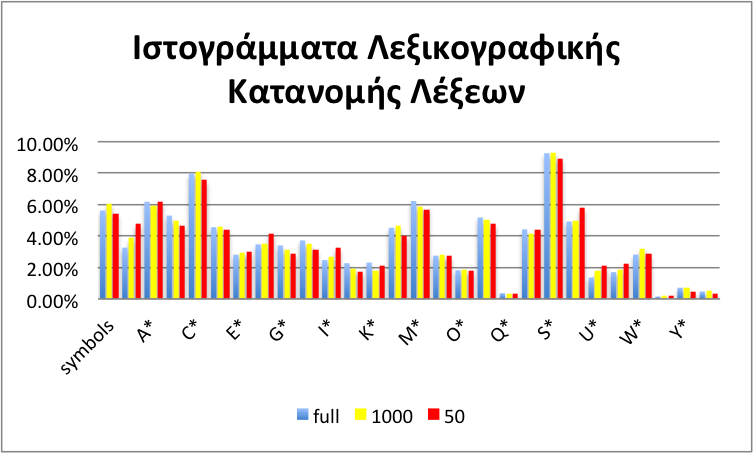 Ιστογράμματα Λεξικογραφικής
Κατανομής Λέξεων
10.00%
8.00%
6.00%
4.00%
2.00%
0.00%
symbols A* C* E* G* I* K* M* O* Q* S* U* W* Y*
full 1000 50